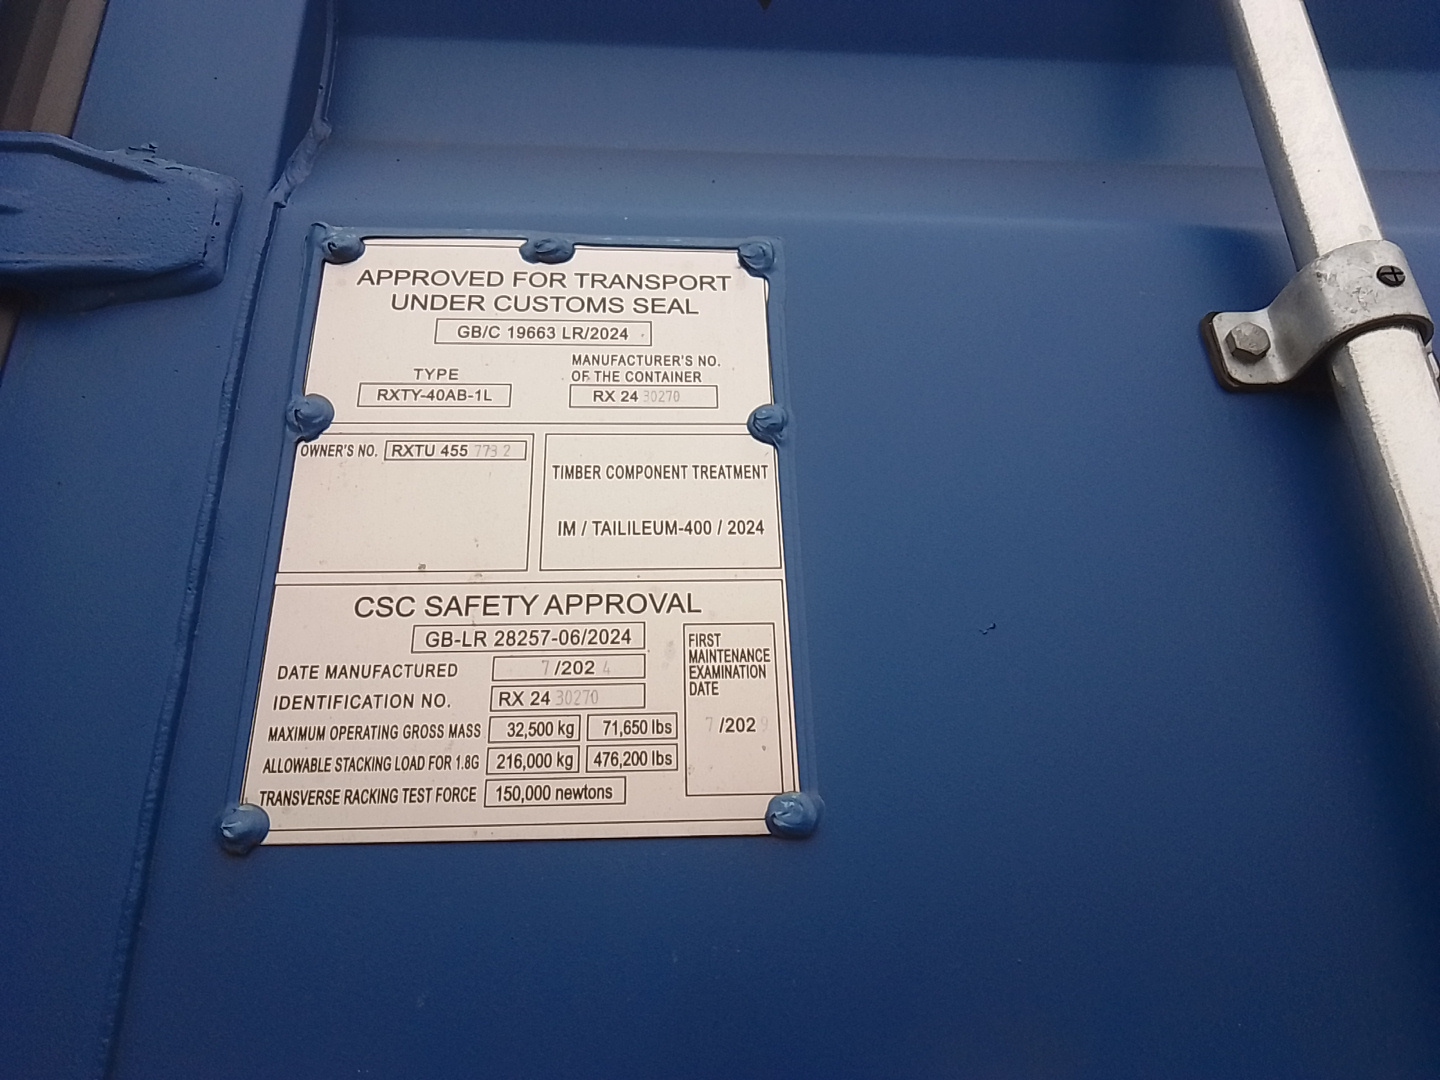 APPROVED FOR TRANSPORT
UNDER CUSTOMS SEAL
GB/C 19663 LR/2024
TYPE
RXTY-40AB-1L
MANUFACTURER'S NO.
OF THE CONTAINER
RX 24 30270
OWNER'S NO. RXTU 455 773 2
TIMBER COMPONENT TREATMENT
IM / TAILILEUM-400 / 2024
CSC SAFETY APPROVAL
GB-LR 28257-06/2024
DATE MANUFACTURED 7 /202 4
IDENTIFICATION NO. RX 24 30270
MAXIMUM OPERATING GROSS MASS 32,500 kg 71,650 lbs
ALLOWABLE STACKING LOAD FOR 1.8G 216,000 kg 476,200 lbs
TRANSVERSE RACKING TEST FORCE 150,000 newtons
FIRST
MAINTENANCE
EXAMINATION
DATE
7 /202 9